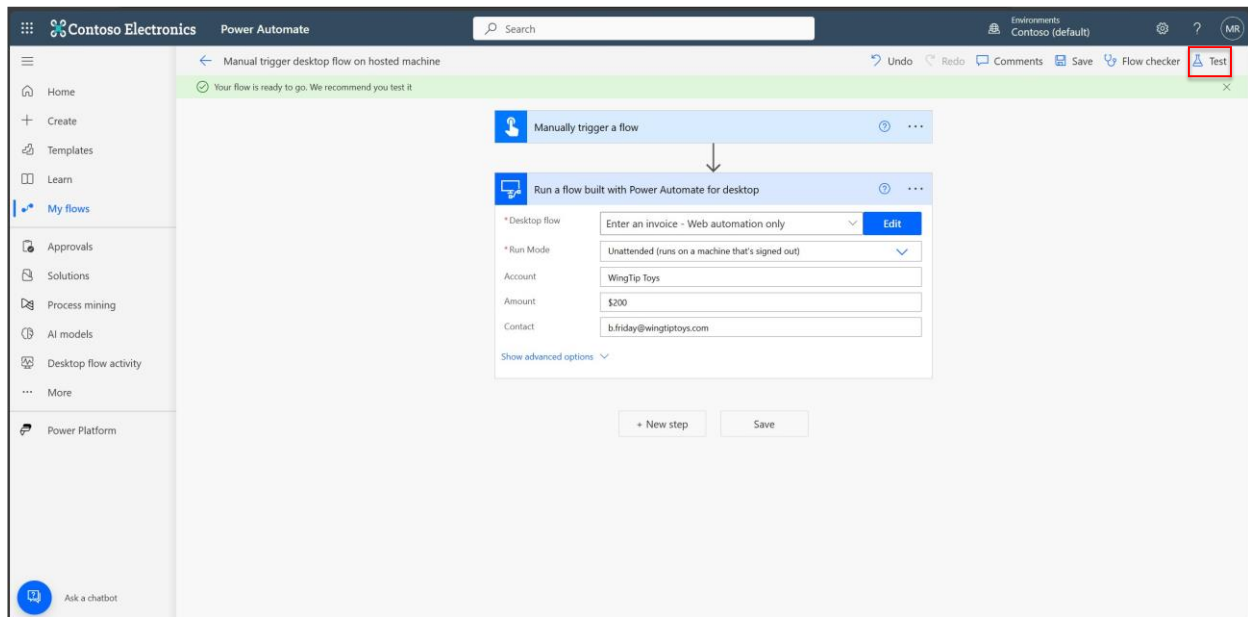 Contoso Electronics Power Automate Search Environments
Contoso (default) ? MR
Manual trigger desktop flow on hosted machine Undo Redo Comments Save Flow checker Test
Your flow is ready to go. We recommend you test it
Home
Create
Templates
Learn
My flows
Approvals
Solutions
Process mining
AI models
Desktop flow activity
More
Power Platform
Ask a chatbot
Manually trigger a flow
Run a flow built with Power Automate for desktop
*Desktop flow Enter an invoice - Web automation only Edit
*Run Mode Unattended (runs on a machine that's signed out)
Account WingTip Toys
Amount $200
Contact b.friday@wingtiptoys.com
Show advanced options
+ New step Save